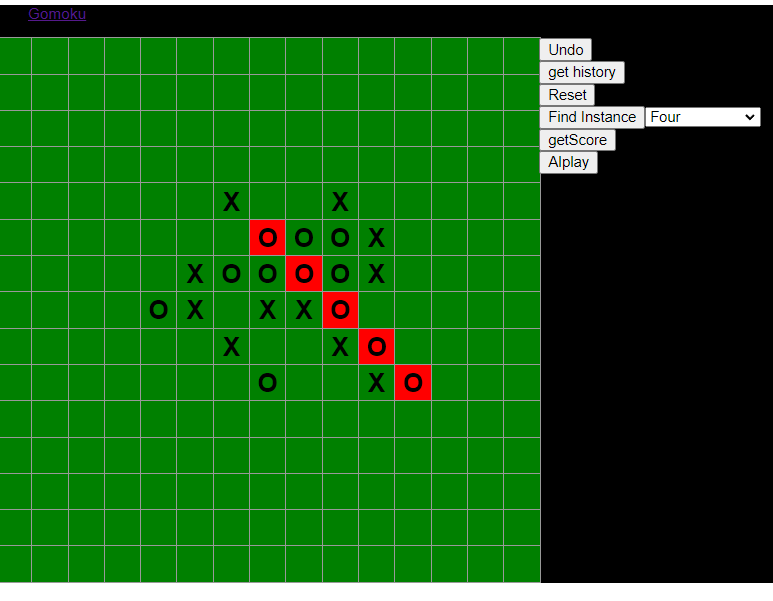 Gomoku
Undo
get history
Reset
Find Instance Four
getScore
AIplay
X X
O O O X
X O O O O X
O X X X O
X X O
O X O